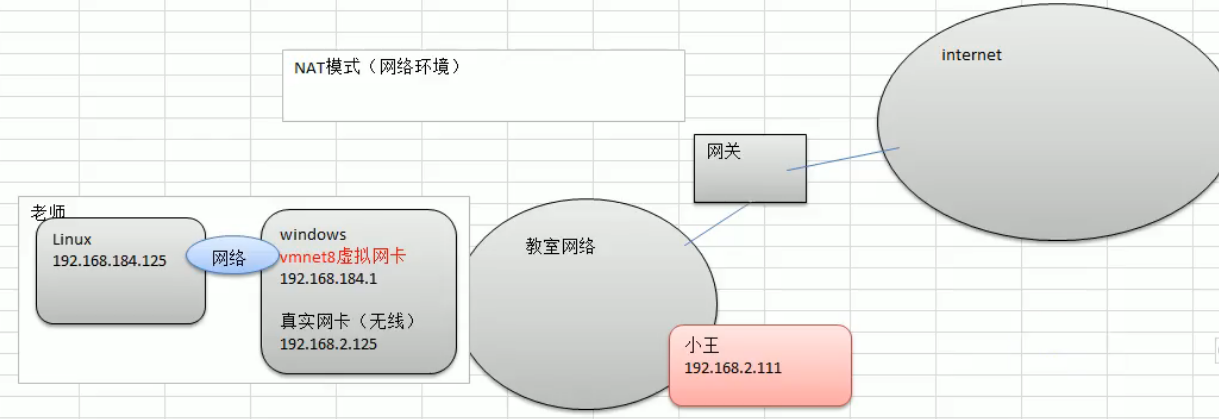 NAT模式（网络环境）
internet
网关
老师
Linux
192.168.184.125
网络
windows
vmnet8虚拟网卡
192.168.184.1
真实网卡（无线）
192.168.2.125
教室网络
小王
192.168.2.111